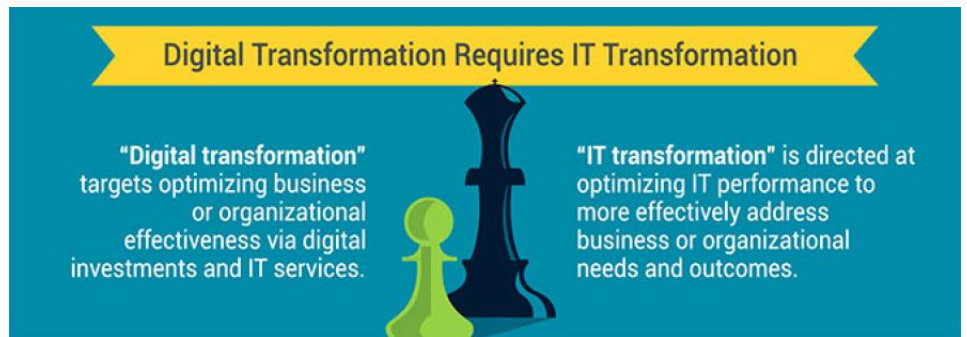 Digital Transformation Requires IT Transformation
“Digital transformation”
targets optimizing business
or organizational
effectiveness via digital
investments and IT services.
“IT transformation” is directed at
optimizing IT performance to
more effectively address
business or organizational
needs and outcomes.